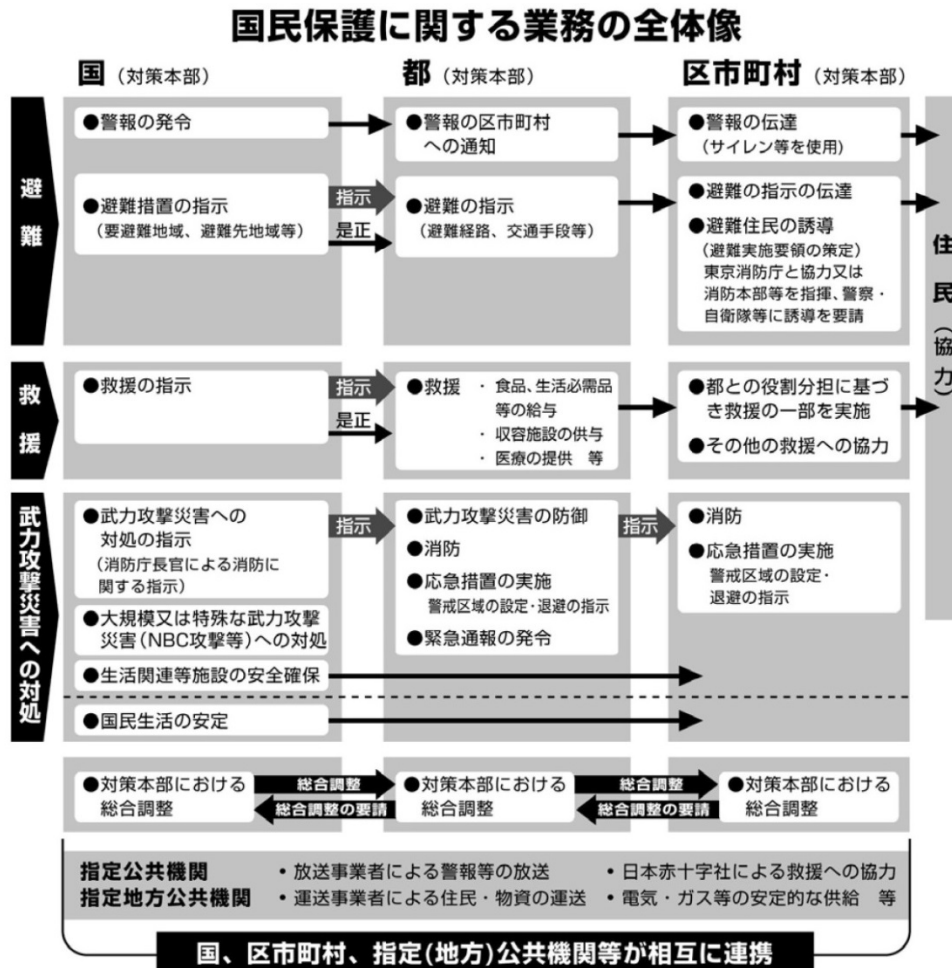 国民保護に関する業務の全体像
国（対策本部）
都（対策本部）
区市町村（対策本部）
避難
●警報の発令
●警報の区市町村
への通知
●警報の伝達
(サイレン等を使用)
●避難措置の指示
(要避難地域、避難先地域等)
指示
是正
●避難の指示
(避難経路、交通手段等)
●避難の指示の伝達
●避難住民の誘導
(避難実施要領の策定)
東京消防庁と協力又は
消防本部等を指揮、警察・
自衛隊等に誘導を要請
住民（協力）
救援
●救援の指示
指示
是正
●救援 ・食品、生活必需品
等の給与
・収容施設の供与
・医療の提供 等
●都との役割分担に基づ
き救援の一部を実施
●その他の救援への協力
武力攻撃災害への対処
●武力攻撃災害への
対処の指示
(消防庁長官による消防に
関する指示)
●大規模又は特殊な武力攻撃
災害(NBC攻撃等)への対処
●生活関連等施設の安全確保
●国民生活の安定
指示
●武力攻撃災害の防御
●消防
●応急措置の実施
警戒区域の設定・退避の指示
●緊急通報の発令
指示
●消防
●応急措置の実施
警戒区域の設定・
退避の指示
●対策本部における
総合調整
総合調整
総合調整の要請
●対策本部における
総合調整
総合調整
総合調整の要請
●対策本部における
総合調整
指定公共機関
指定地方公共機関
・放送事業者による警報等の放送
・運送事業者による住民・物資の運送
・日本赤十字社による救援への協力
・電気・ガス等の安定的な供給 等
国、区市町村、指定(地方)公共機関等が相互に連携